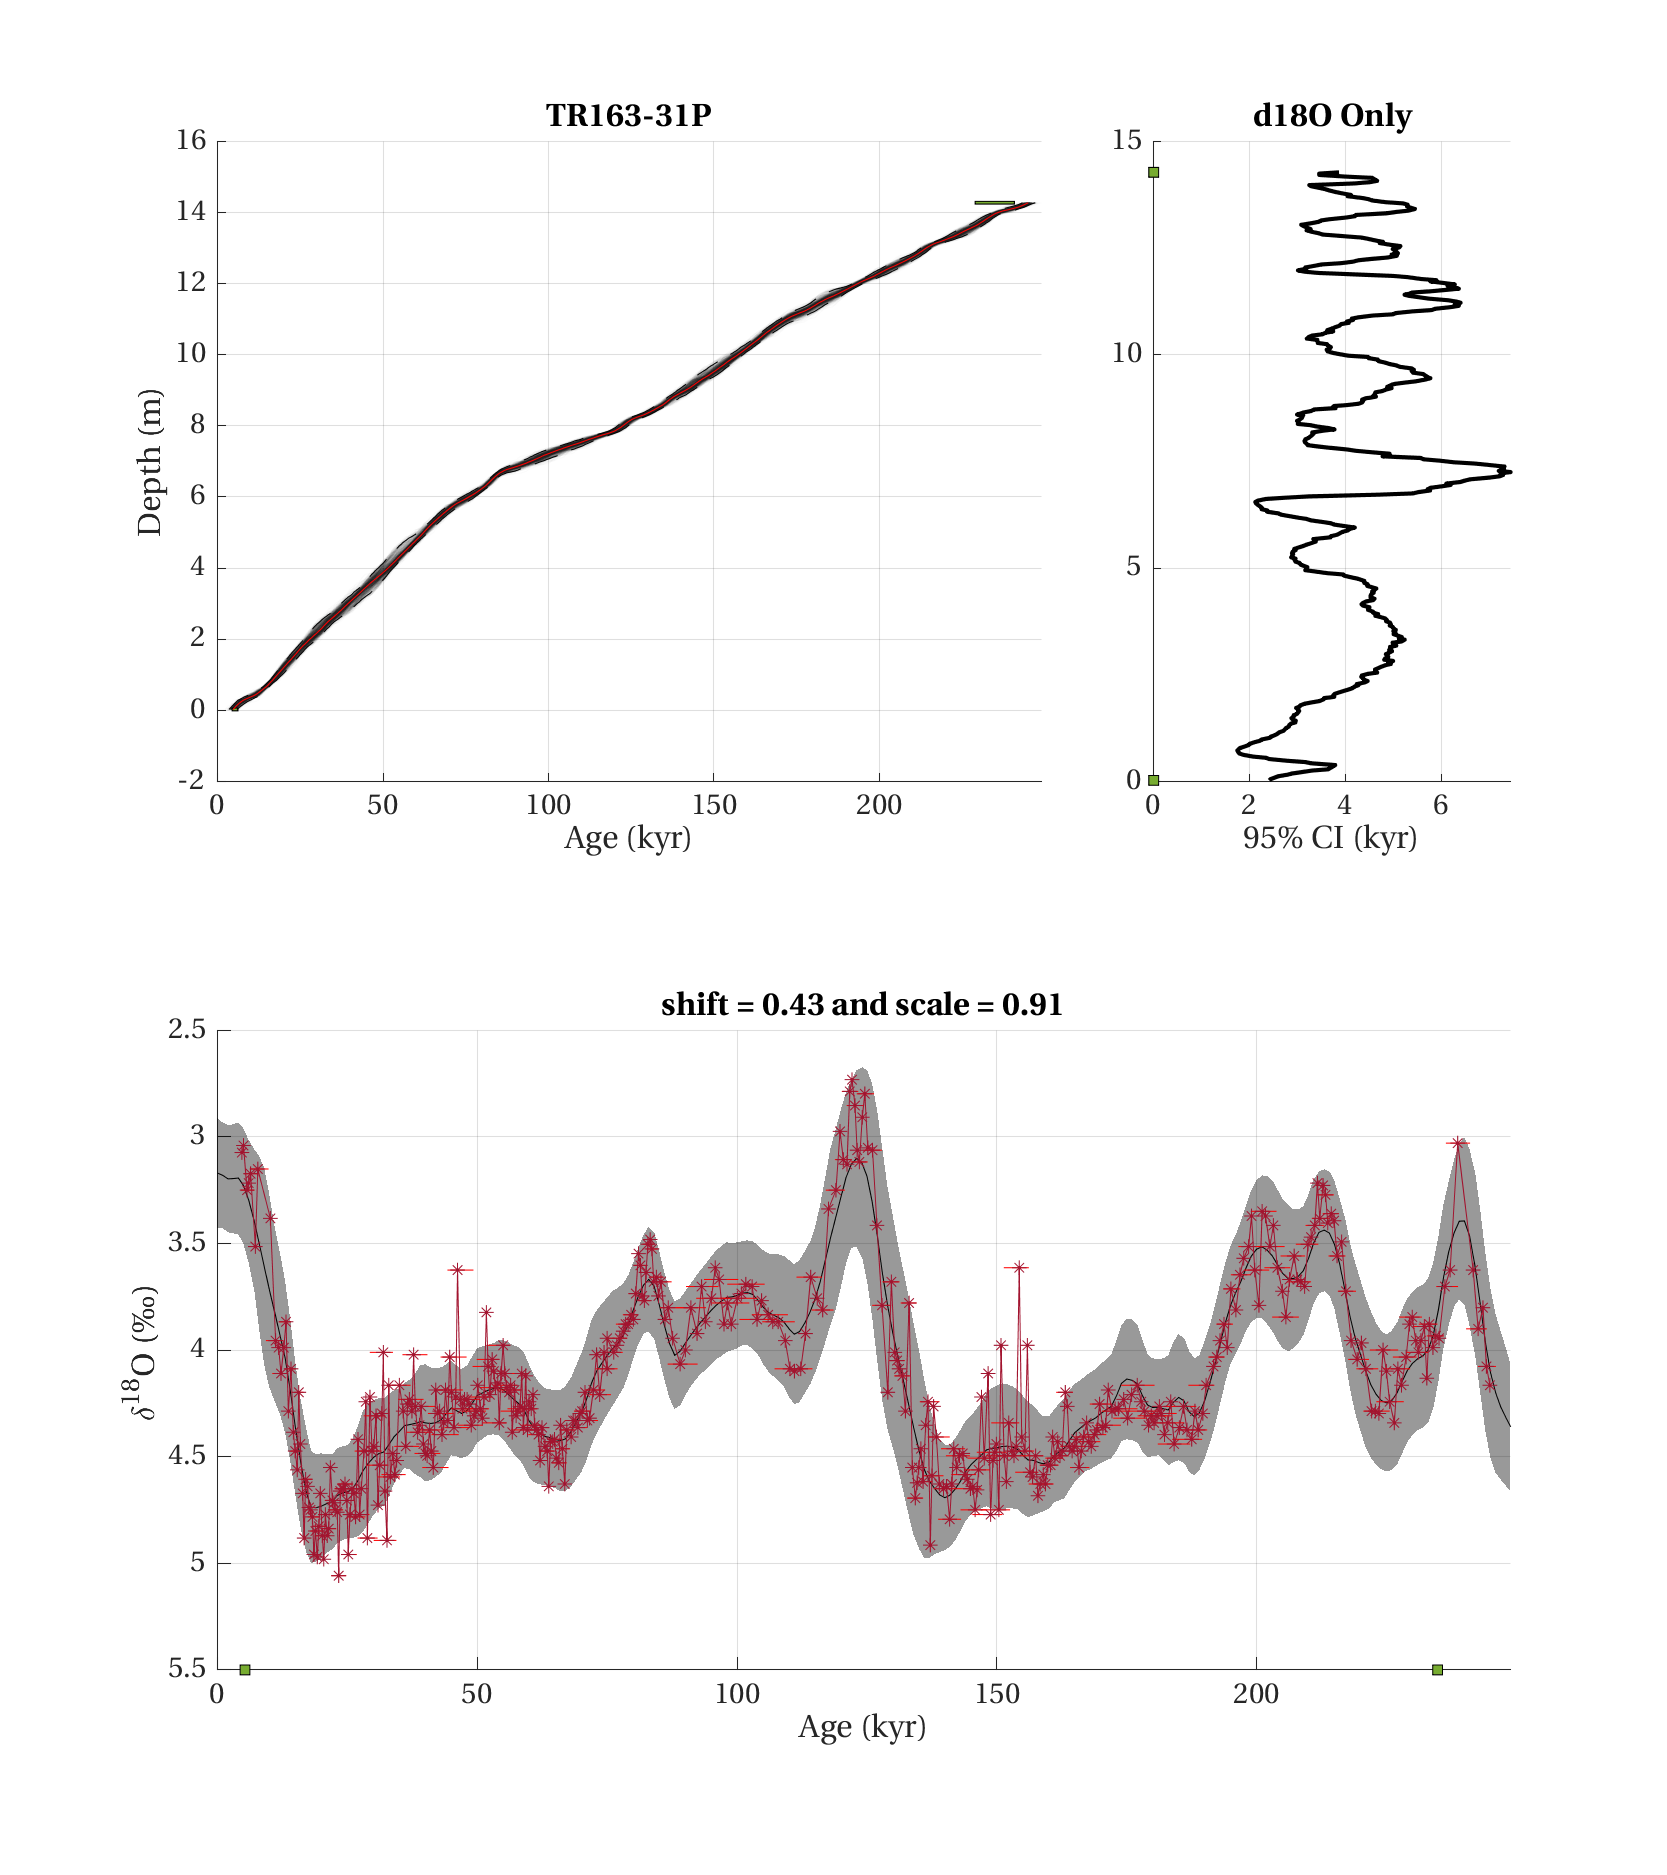 TR163-31P
d18O Only
16
14
12
10
8
6
4
2
0
-2
Depth (m)
0 50 100 150 200
Age (kyr)
15
10
5
0
0 2 4 6
95% CI (kyr)
shift = 0.43 and scale = 0.91
2.5
3
3.5
4
4.5
5
5.5
δ18O (‰)
0 50 100 150 200
Age (kyr)